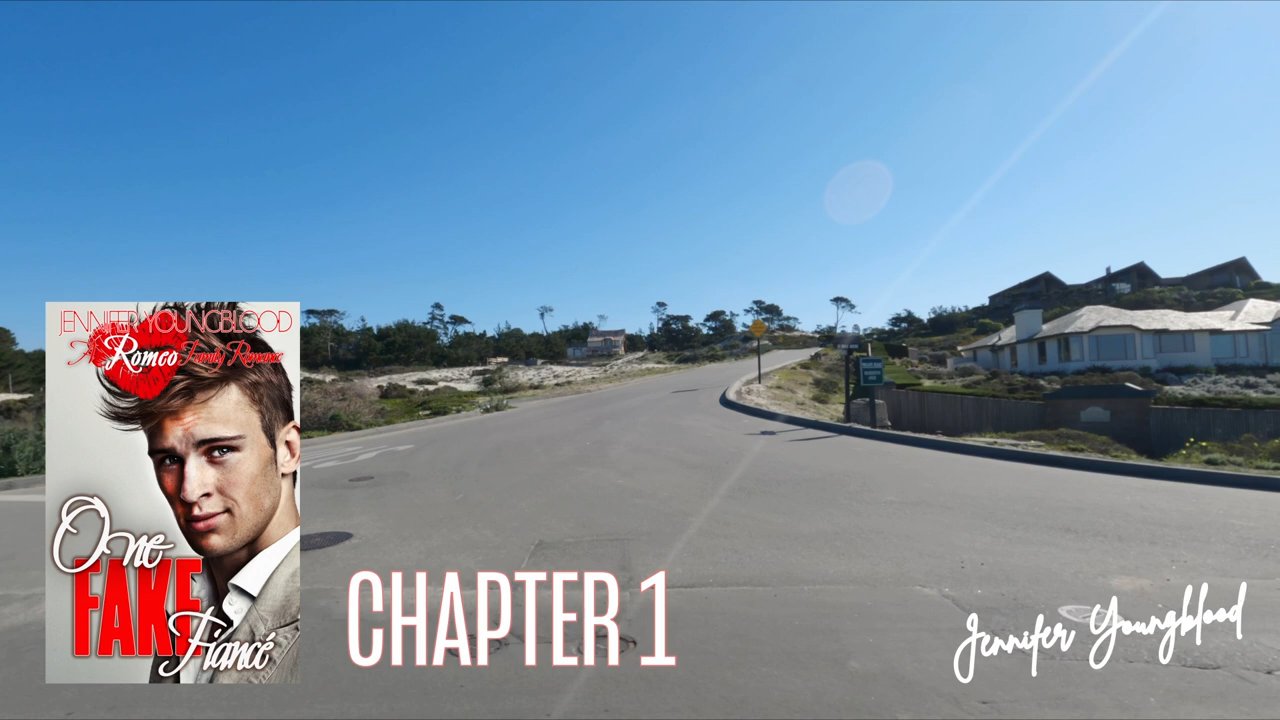 JENNIFER YOUNGBLOOD
A Romeo Family Romance
One
FAKE
Fiancé
CHAPTER 1
Jennifer Youngblood